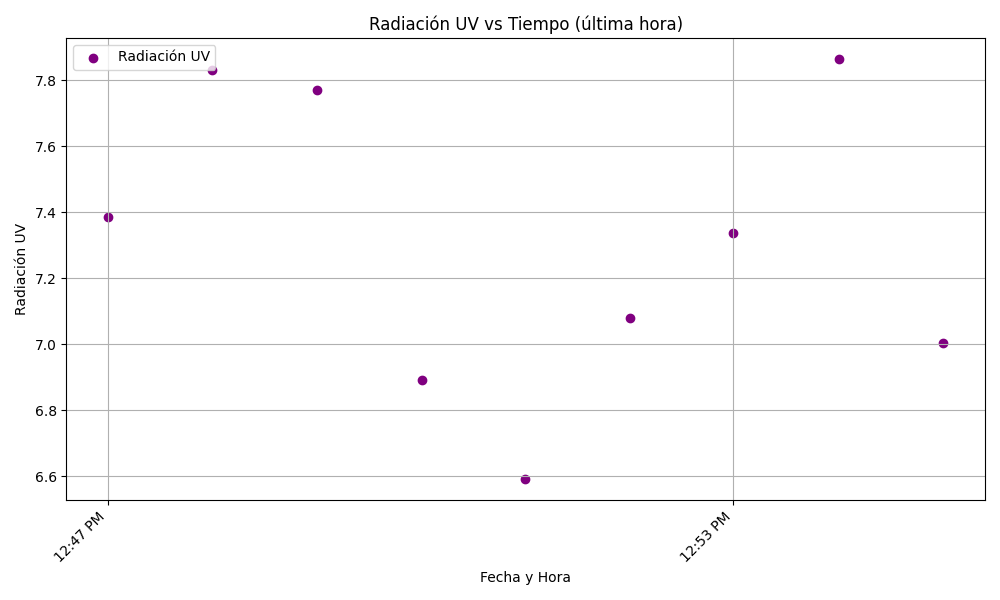 Radiación UV vs Tiempo (última hora)
Radiación UV
7.8
7.6
7.4
7.2
7.0
6.8
6.6
Radiación UV
12:47 PM
12:53 PM
Fecha y Hora